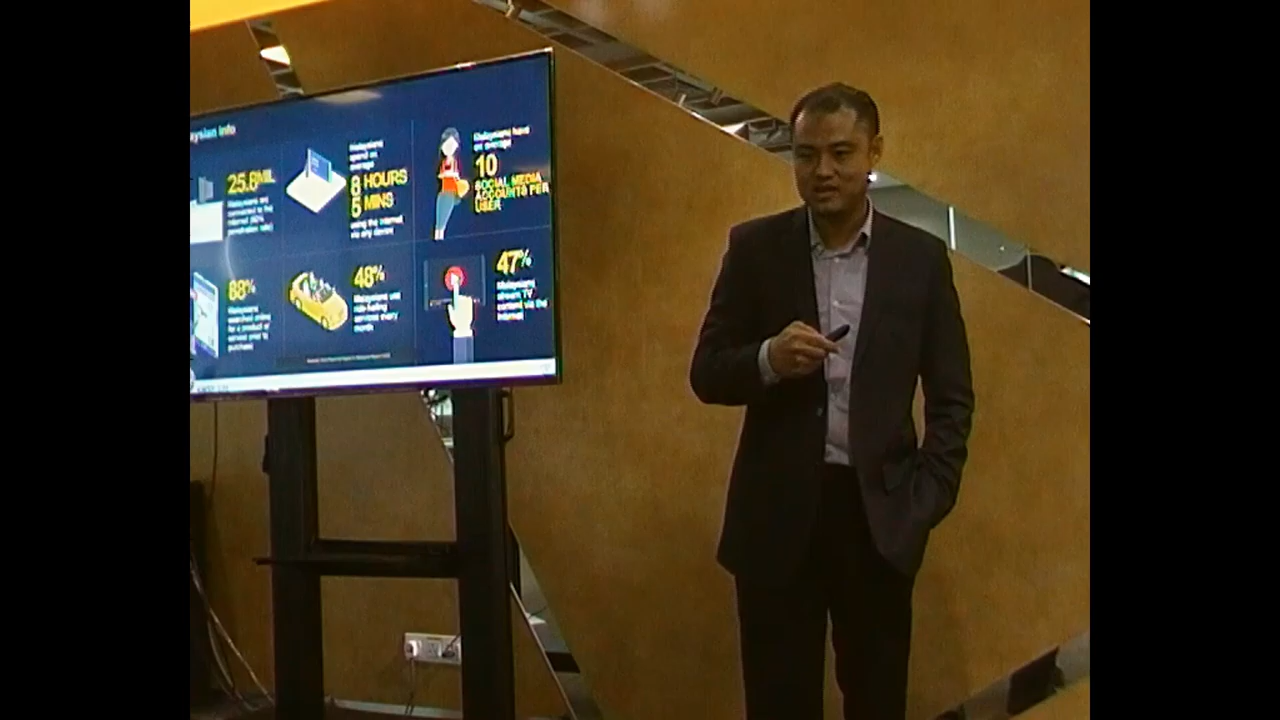 ysian info
25.6MIL
Malaysians are
connected to the
internet (80%
penetration rate)
Malaysians
spend on
average
8 HOURS
5 MINS
using the internet
via any device
Malaysians have
on average
10
SOCIAL MEDIA
ACCOUNTS PER
USER
88%
Malaysians
searched online
for a product or
service prior to
purchase
48%
Malaysians use
ride-hailing
services every
month
47%
Malaysians
stream TV
content via the
internet